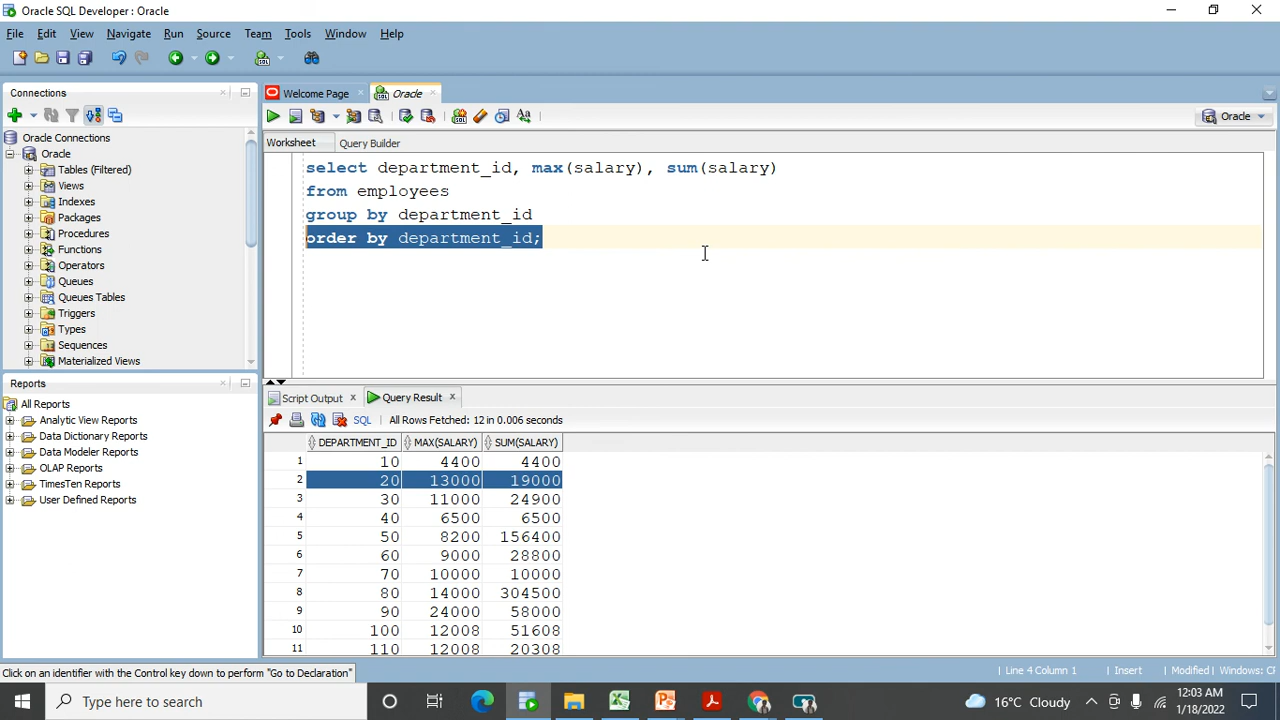 Oracle SQL Developer : Oracle
File Edit View Navigate Run Source Team Tools Window Help
Connections
Oracle Connections
Oracle
Tables (Filtered)
Views
Indexes
Packages
Procedures
Functions
Operators
Queues
Queues Tables
Triggers
Types
Sequences
Materialized Views
Reports
All Reports
Analytic View Reports
Data Dictionary Reports
Data Modeler Reports
OLAP Reports
TimesTen Reports
User Defined Reports
Welcome Page Oracle
Oracle
Worksheet Query Builder
select department_id, max(salary), sum(salary)
from employees
group by department_id
order by department_id;
Script Output Query Result
SQL All Rows Fetched: 12 in 0.006 seconds
DEPARTMENT_ID MAX(SALARY) SUM(SALARY)
1 10 4400 4400
2 20 13000 19000
3 30 11000 24900
4 40 6500 6500
5 50 8200 156400
6 60 9000 28800
7 70 10000 10000
8 80 14000 304500
9 90 24000 58000
10 100 12008 51608
11 110 12008 20308
Click on an identifier with the Control key down to perform "Go to Declaration"
Line 4 Column 1 Insert Modified Windows: CR
Type here to search
16°C Cloudy
12:03 AM
1/18/2022